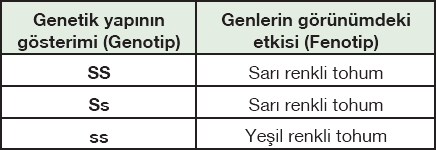 Genetik yapının Genlerin görünümdeki
gösterimi (Genotip) etkisi (Fenotip)
SS Sarı renkli tohum
Ss Sarı renkli tohum
ss Yeşil renkli tohum